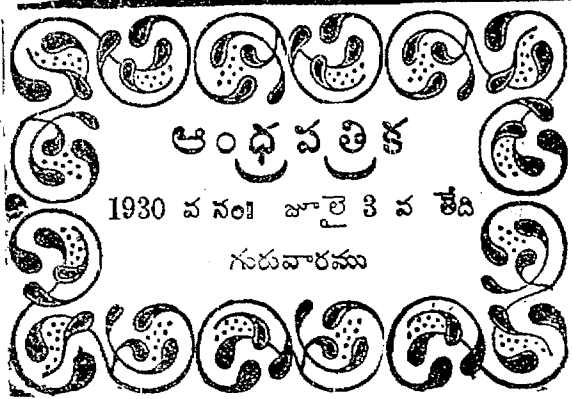 ఆంధ్రపత్రిక
1930 వ సం॥ జూలై 3 వ తేది
గురువారము